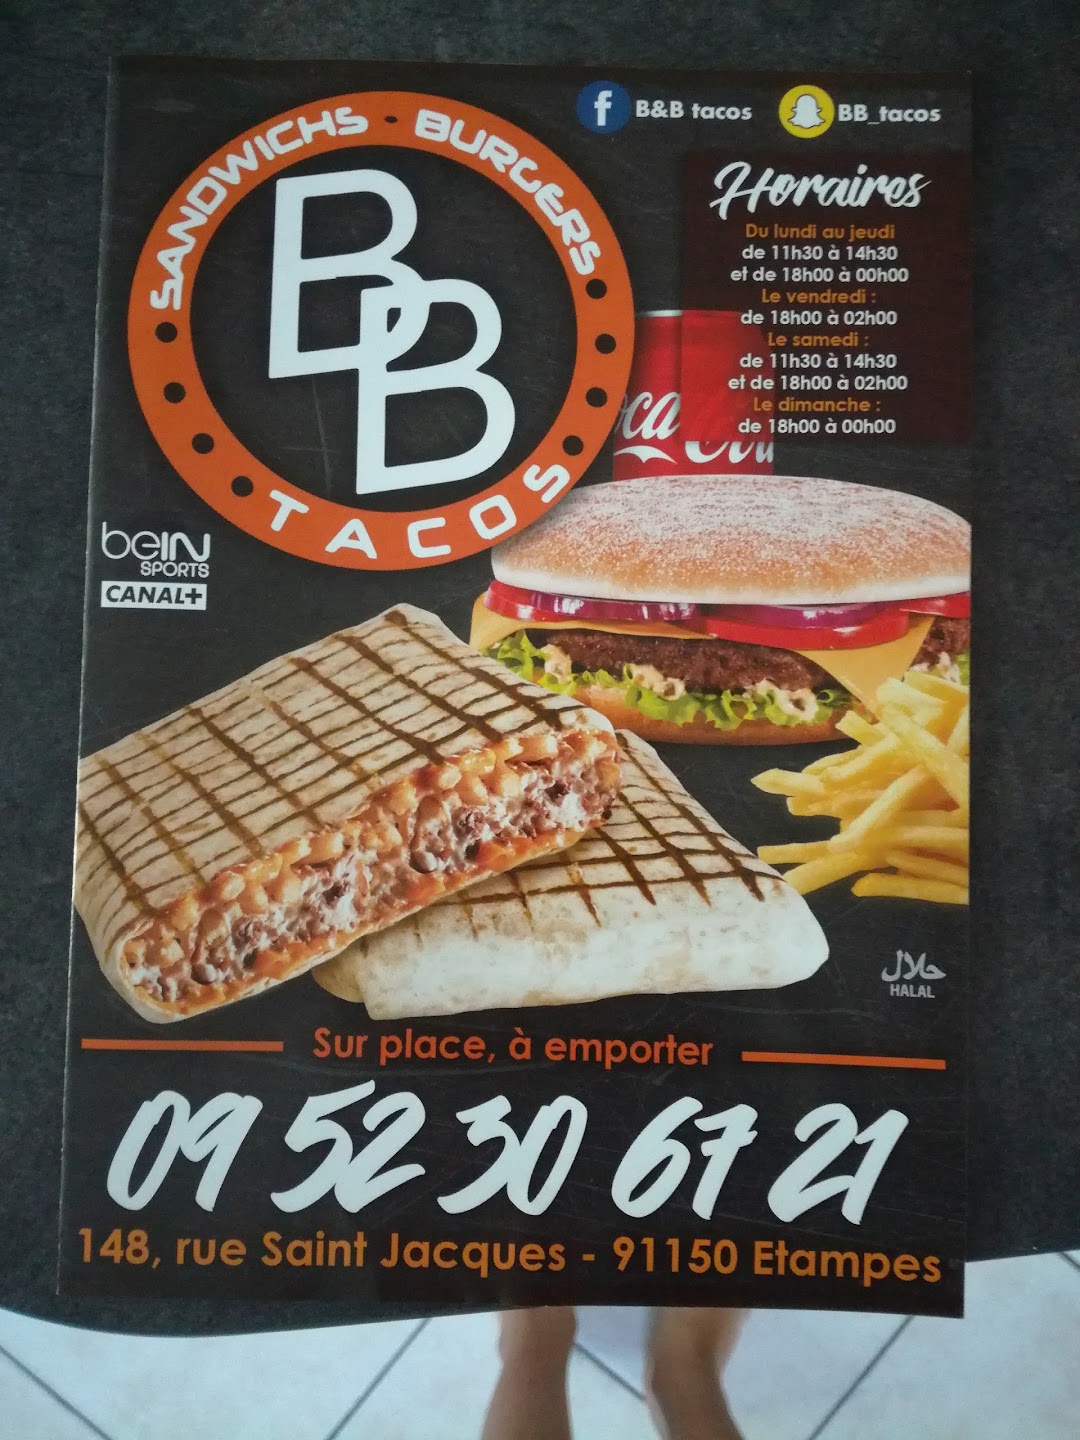 B&B tacos
BB_tacos
SANDWICHS • BURGERS
BB
TACOS
Horaires
Du lundi au jeudi
de 11h30 à 14h30
et de 18h00 à 00h00
Le vendredi :
de 18h00 à 02h00
Le samedi :
de 11h30 à 14h30
et de 18h00 à 02h00
Le dimanche :
de 18h00 à 00h00
beIN
SPORTS
CANAL+
حلال
HALAL
Sur place, à emporter
09 52 30 67 21
148, rue Saint Jacques - 91150 Etampes